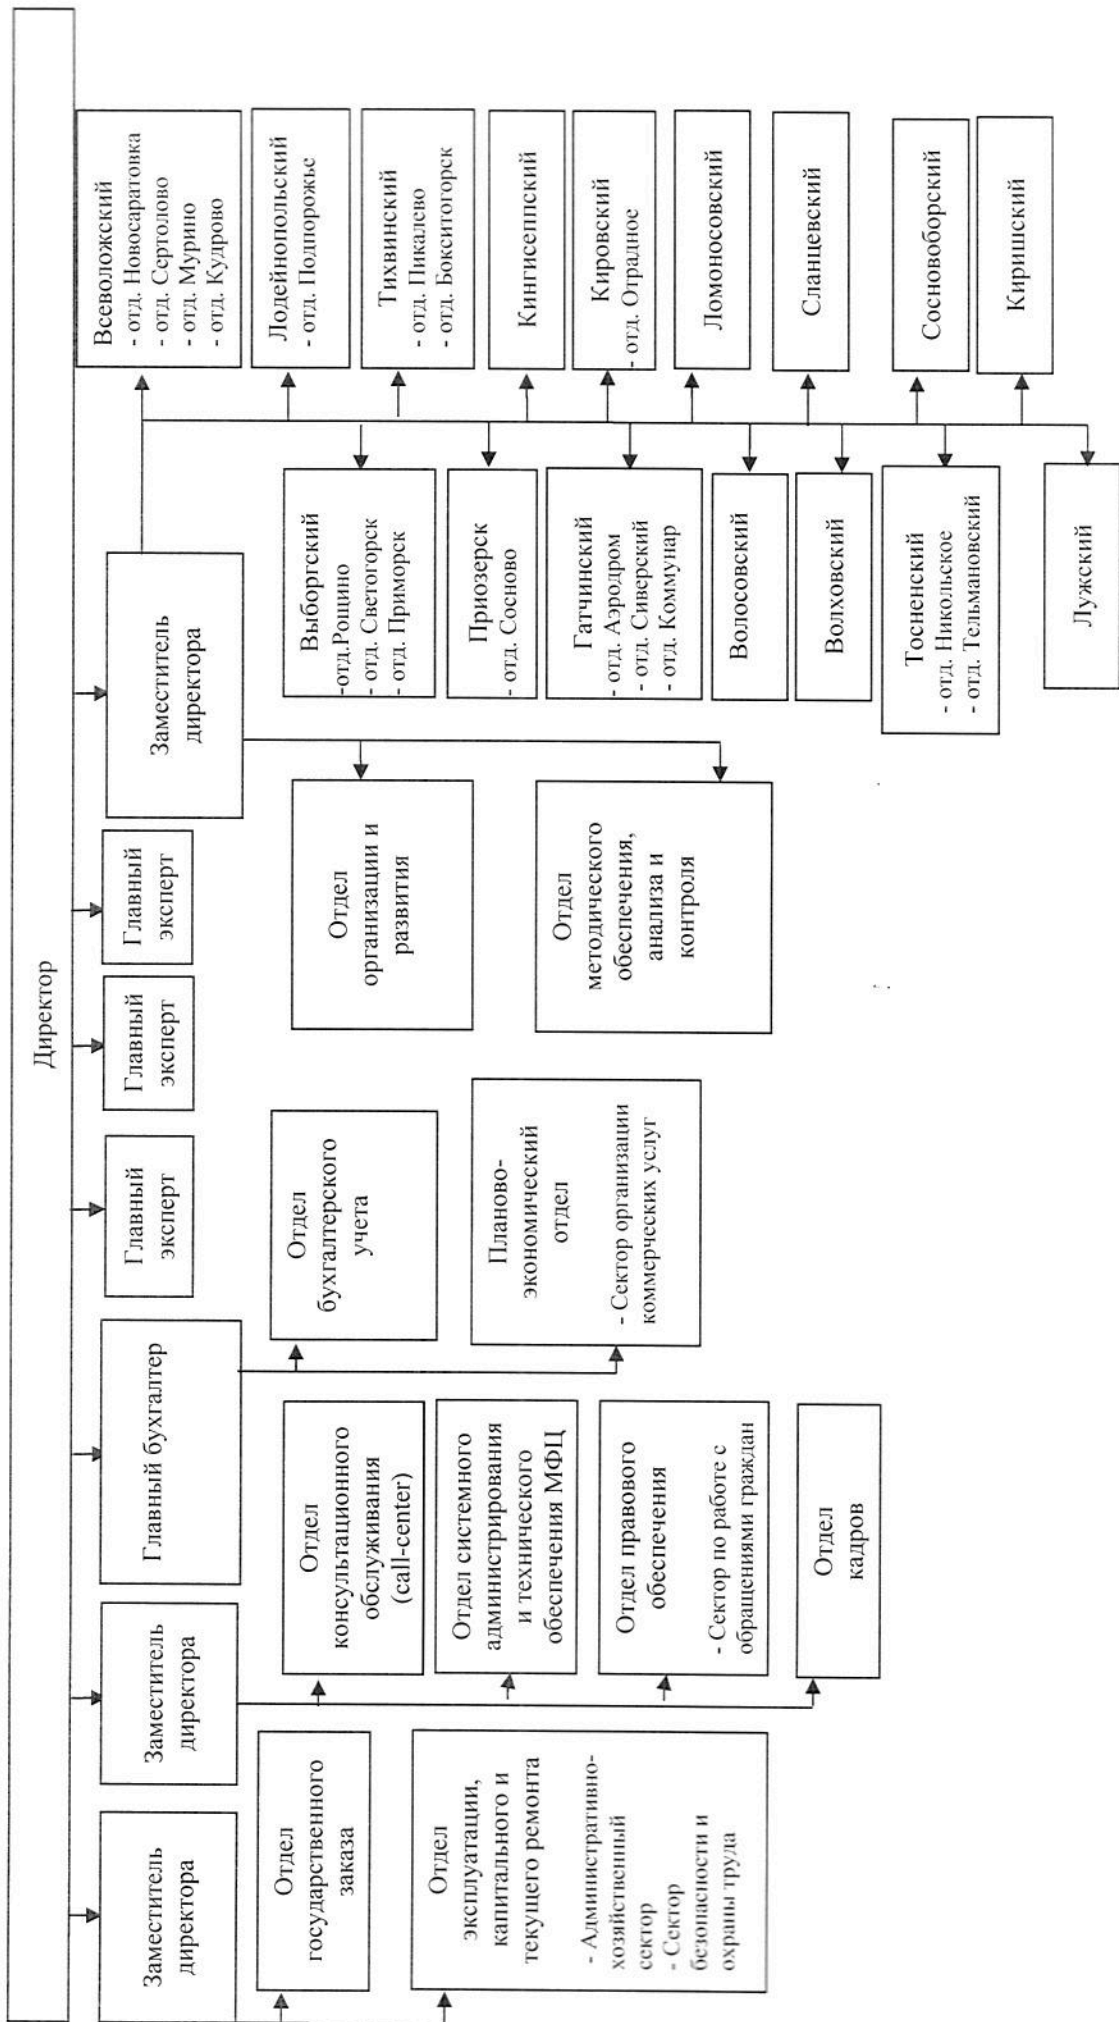 Директор
Заместитель
директора
Заместитель
директора
Главный бухгалтер
Главный
эксперт
Главный
эксперт
Главный
эксперт
Заместитель
директора
Отдел
государственного
заказа
Отдел
эксплуатации,
капитального и
текущего ремонта
- Административно-
хозяйственный
сектор
- Сектор
безопасности и
охраны труда
Отдел
консультационного
обслуживания
(call-center)
Отдел системного
администрирования
и технического
обеспечения МФЦ
Отдел правового
обеспечения
- Сектор по работе с
обращениями граждан
Отдел
кадров
Отдел
бухгалтерского
учета
Планово-
экономический
отдел
- Сектор организации
коммерческих услуг
Отдел
организации и
развития
Отдел
методического
обеспечения,
анализа и
контроля
Выборгский
-отд.Рощино
- отд. Светогорск
- отд. Приморск
Приозерск
- отд. Сосново
Гатчинский
- отд. Аэродром
- отд. Сиверский
- отд. Коммунар
Волосовский
Волховский
Тосненский
- отд. Никольское
- отд. Тельмановский
Лужский
Всеволожский
- отд. Новосаратовка
- отд. Сертолово
- отд. Мурино
- отд. Кудрово
Лодейнопольский
- отд. Подпорожье
Тихвинский
- отд. Пикалево
- отд. Бокситогорск
Кингисеппский
Кировский
- отд. Отрадное
Ломоносовский
Сланцевский
Сосновоборский
Киришский